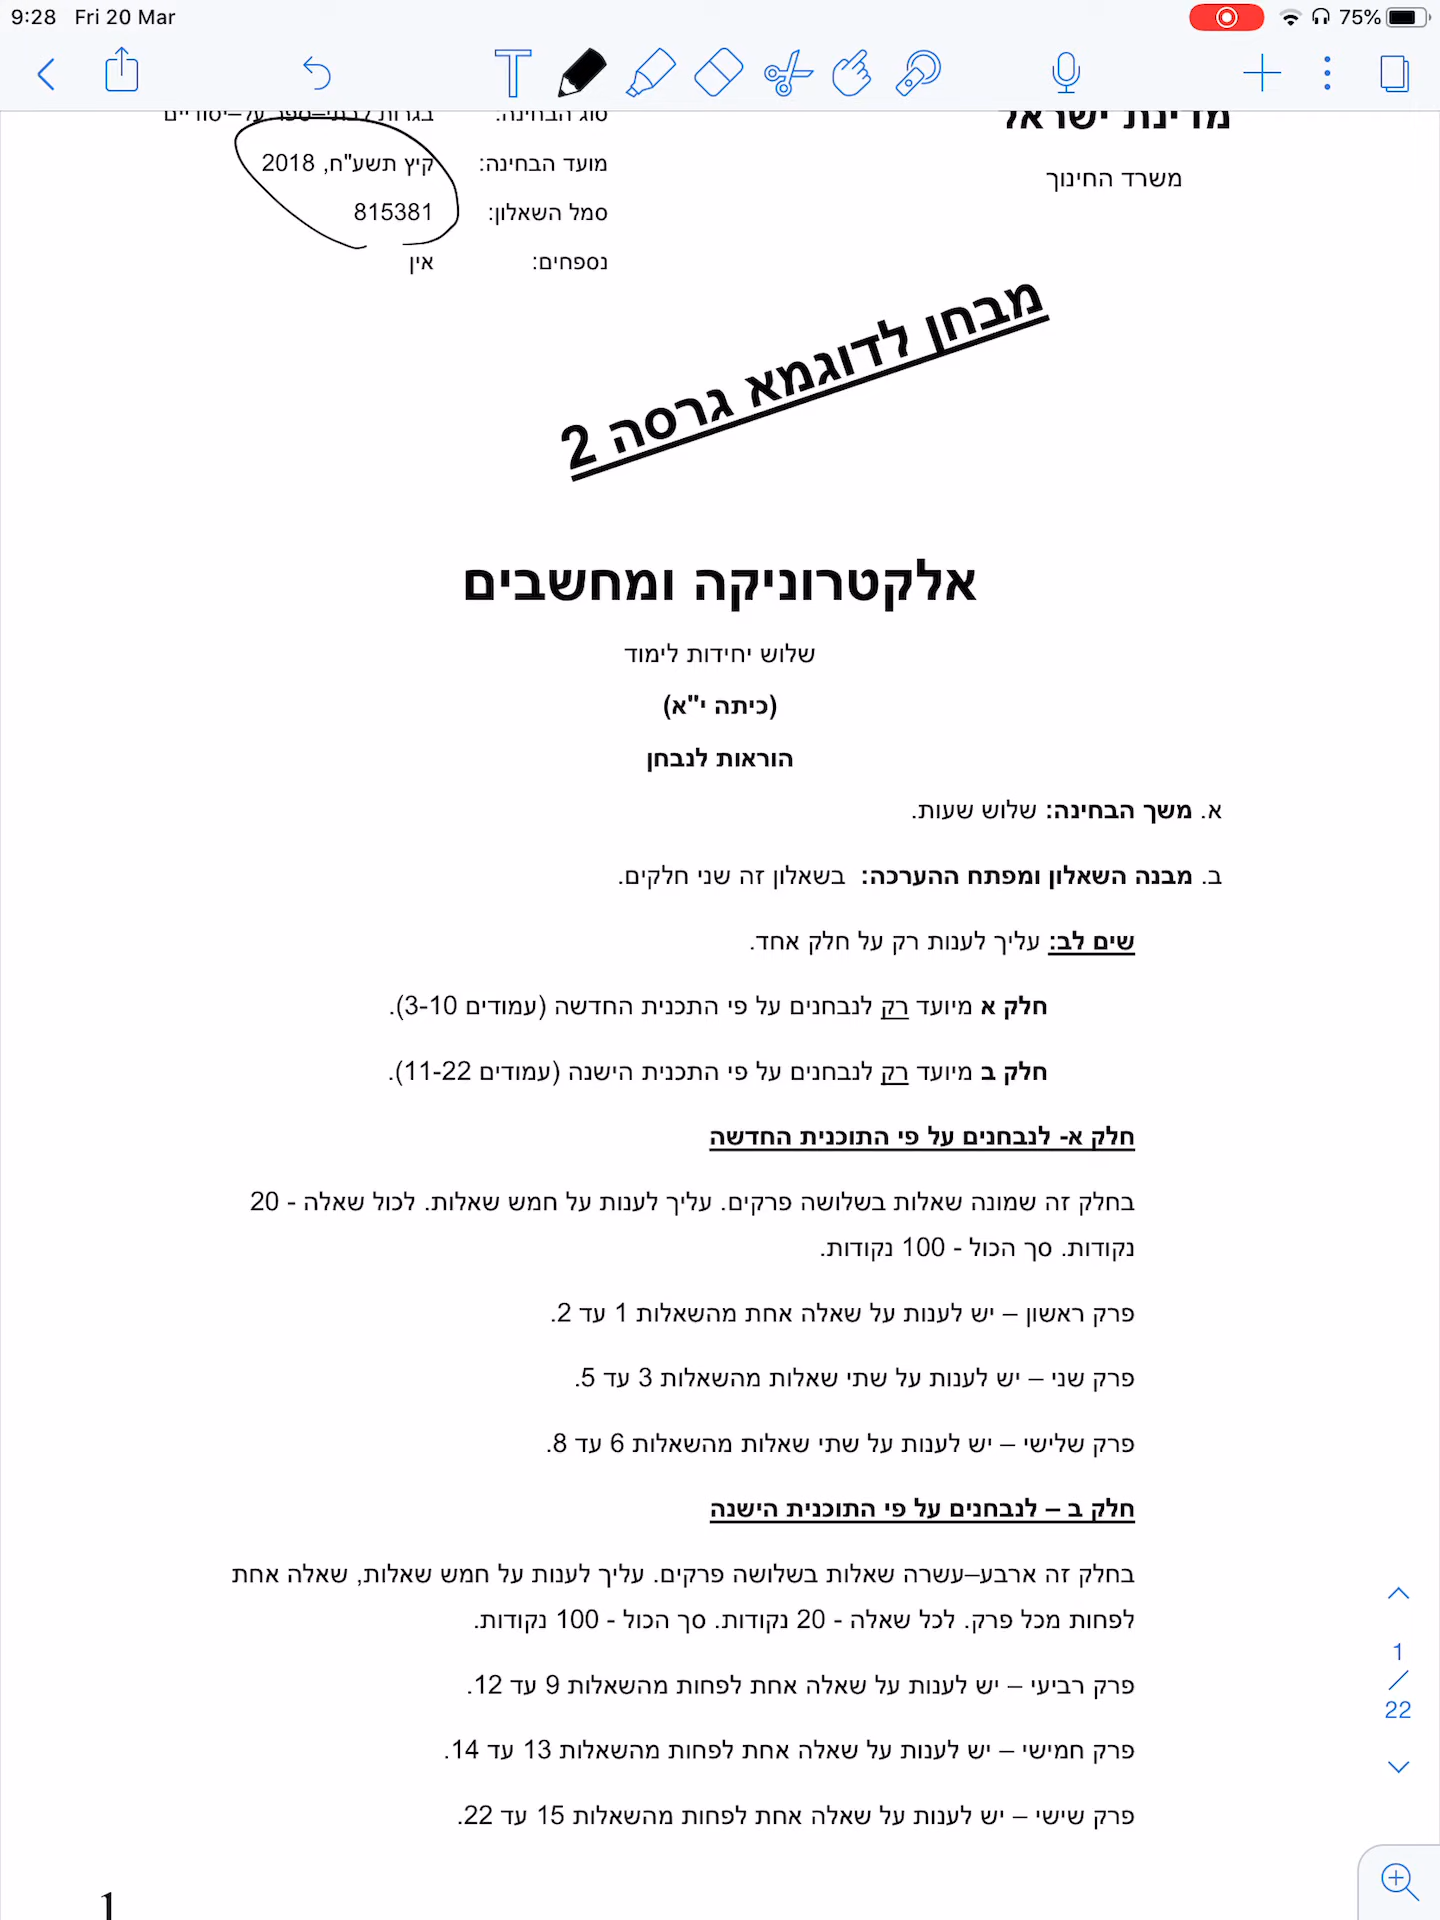 9:28 Fri 20 Mar 75%
מדינת ישראל
משרד החינוך
סוג הבחינה: בגרות לבתי–ספר על–יסודיים
מועד הבחינה: קיץ תשע"ח, 2018
סמל השאלון: 815381
נספחים: אין
מבחן לדוגמא גרסה 2
אלקטרוניקה ומחשבים
שלוש יחידות לימוד
(כיתה י"א)
הוראות לנבחן
א. משך הבחינה: שלוש שעות.
ב. מבנה השאלון ומפתח ההערכה: בשאלון זה שני חלקים.
שים לב: עליך לענות רק על חלק אחד.
חלק א מיועד רק לנבחנים על פי התכנית החדשה (עמודים 3-10).
חלק ב מיועד רק לנבחנים על פי התכנית הישנה (עמודים 11-22).
חלק א- לנבחנים על פי התוכנית החדשה
בחלק זה שמונה שאלות בשלושה פרקים. עליך לענות על חמש שאלות. לכול שאלה - 20
נקודות. סך הכול - 100 נקודות.
פרק ראשון – יש לענות על שאלה אחת מהשאלות 1 עד 2.
פרק שני – יש לענות על שתי שאלות מהשאלות 3 עד 5.
פרק שלישי – יש לענות על שתי שאלות מהשאלות 6 עד 8.
חלק ב – לנבחנים על פי התוכנית הישנה
בחלק זה ארבע–עשרה שאלות בשלושה פרקים. עליך לענות על חמש שאלות, שאלה אחת
לפחות מכל פרק. לכל שאלה - 20 נקודות. סך הכול - 100 נקודות.
פרק רביעי – יש לענות על שאלה אחת לפחות מהשאלות 9 עד 12.
פרק חמישי – יש לענות על שאלה אחת לפחות מהשאלות 13 עד 14.
פרק שישי – יש לענות על שאלה אחת לפחות מהשאלות 15 עד 22.
1
/
22
1